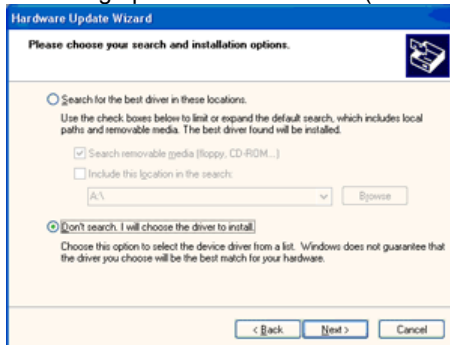 Hardware Update Wizard
Please choose your search and installation options.
Search for the best driver in these locations.
Use the check boxes below to limit or expand the default search, which includes local
paths and removable media. The best driver found will be installed.
Search removable media (floppy, CD-ROM...)
Include this location in the search:
A:\
Browse
Don't search. I will choose the driver to install.
Choose this option to select the device driver from a list. Windows does not guarantee that
the driver you choose will be the best match for your hardware.
< Back Next > Cancel